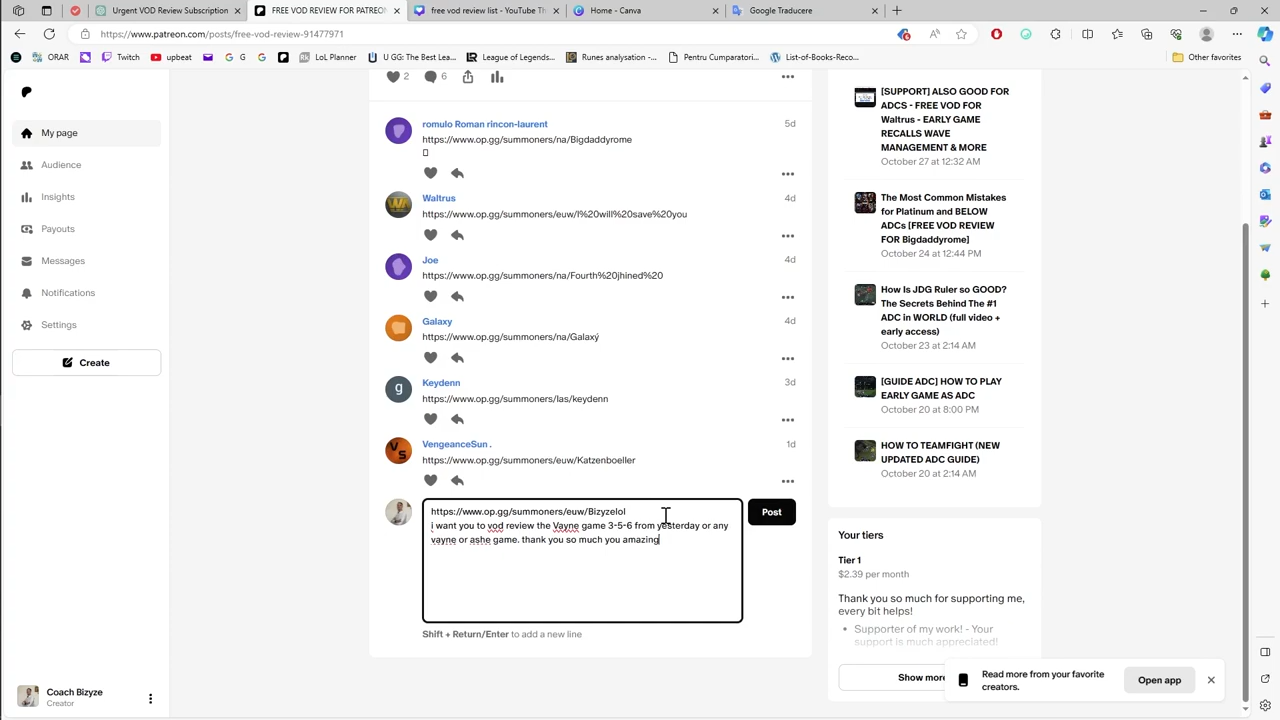 Urgent VOD Review Subscription
FREE VOD REVIEW FOR PATREON
free vod review list - YouTube Th
Home - Canva
Google Traducere
https://www.patreon.com/posts/free-vod-review-91477971
ORAR
Twitch
upbeat
G G
LoL Planner
U GG: The Best Lea...
League of Legends...
Runes analysation -...
Pentru Cumparatori...
List-of-Books-Reco...
Other favorites
My page
Audience
Insights
Payouts
Messages
Notifications
Settings
Create
Coach Bizyze
Creator
2
6
romulo Roman rincon-laurent
5d
https://www.op.gg/summoners/na/Bigdaddyrome
Waltrus
4d
https://www.op.gg/summoners/euw/I%20will%20save%20you
Joe
4d
https://www.op.gg/summoners/na/Fourth%20jhined%20
Galaxy
4d
https://www.op.gg/summoners/na/Galaxý
Keydenn
3d
https://www.op.gg/summoners/las/keydenn
VengeanceSun .
1d
https://www.op.gg/summoners/euw/Katzenboeller
https://www.op.gg/summoners/euw/Bizyzelol
i want you to vod review the Vayne game 3-5-6 from yesterday or any
vayne or ashe game. thank you so much you amazing
Post
Shift + Return/Enter to add a new line
[SUPPORT] ALSO GOOD FOR
ADCS - FREE VOD FOR
Waltrus - EARLY GAME
RECALLS WAVE
MANAGEMENT & MORE
October 27 at 12:32 AM
The Most Common Mistakes
for Platinum and BELOW
ADCs [FREE VOD REVIEW
FOR Bigdaddyrome]
October 24 at 12:44 PM
How Is JDG Ruler so GOOD?
The Secrets Behind The #1
ADC in WORLD (full video +
early access)
October 23 at 2:14 AM
[GUIDE ADC] HOW TO PLAY
EARLY GAME AS ADC
October 20 at 8:00 PM
HOW TO TEAMFIGHT (NEW
UPDATED ADC GUIDE)
October 20 at 2:14 AM
Your tiers
Tier 1
$2.39 per month
Thank you so much for supporting me,
every bit helps!
• Supporter of my work! - Your
support is much appreciated!
Show more
Read more from your favorite
creators.
Open app